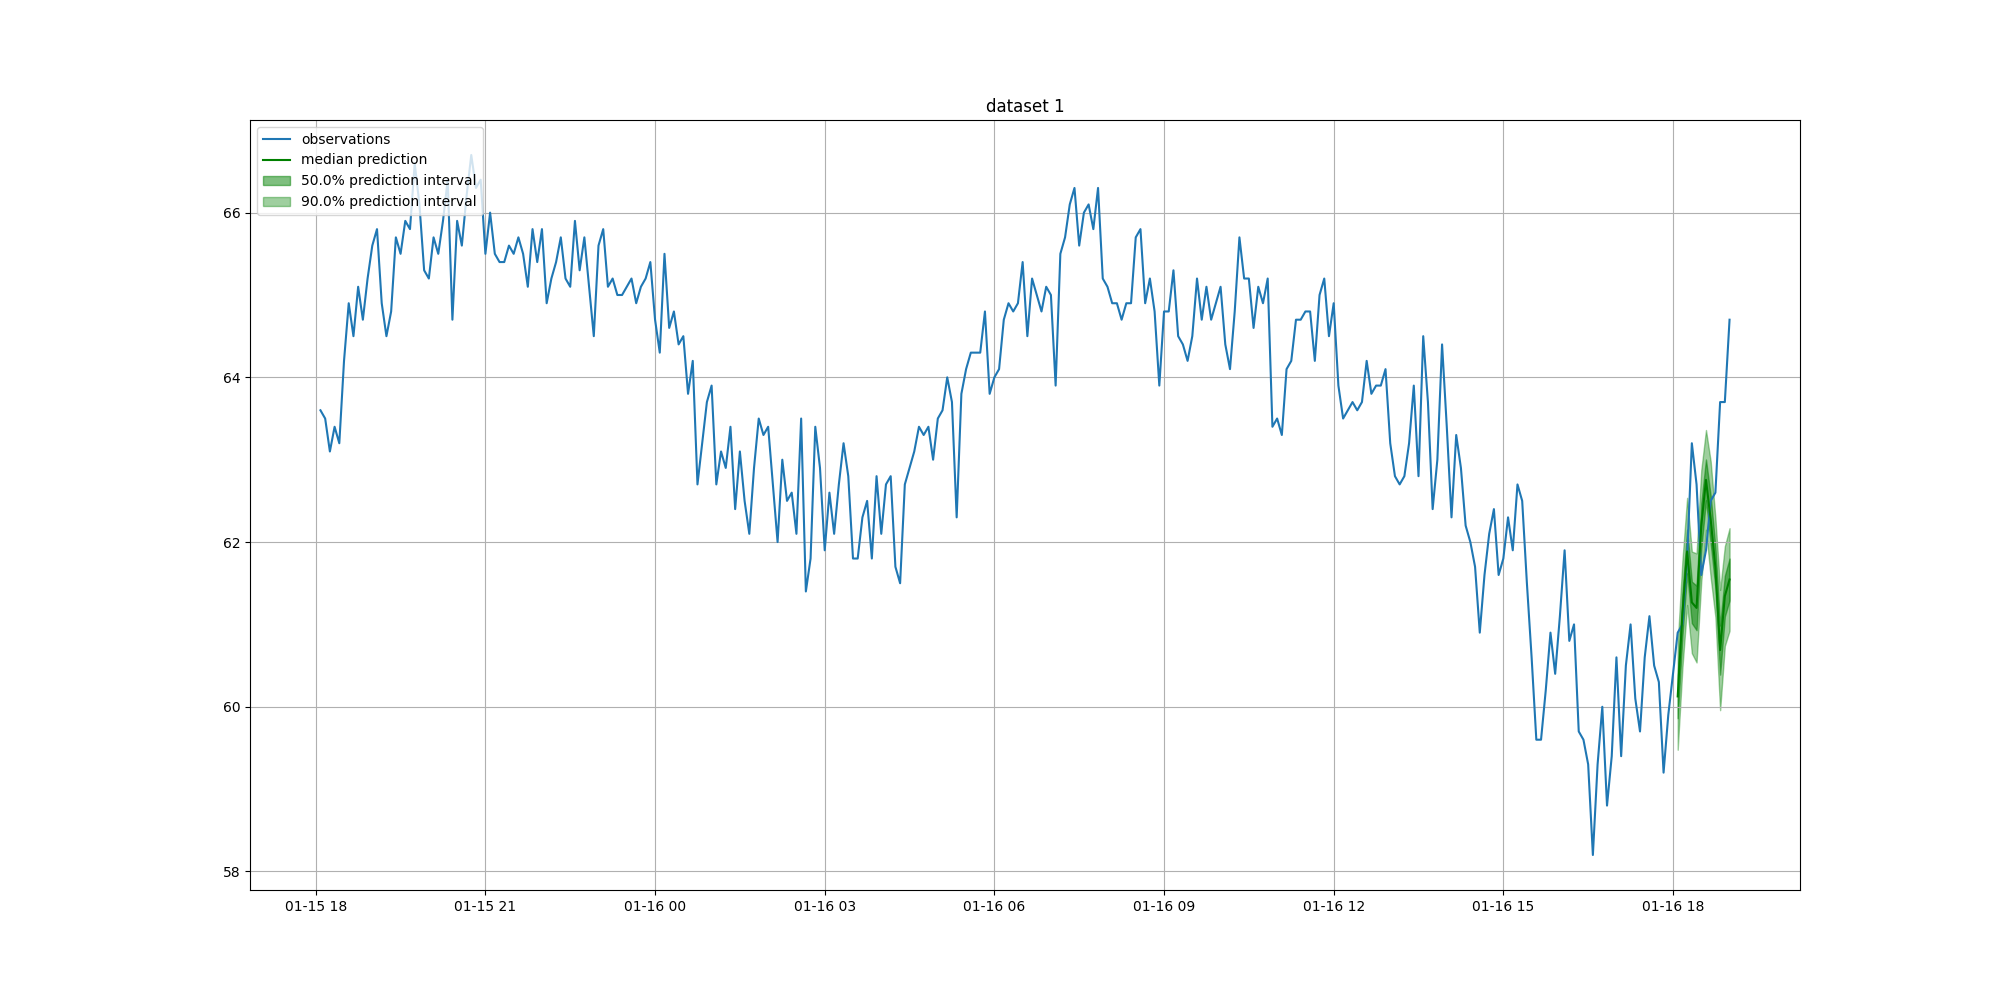 dataset 1
observations
median prediction
50.0% prediction interval
90.0% prediction interval
66
64
62
60
58
01-15 18
01-15 21
01-16 00
01-16 03
01-16 06
01-16 09
01-16 12
01-16 15
01-16 18